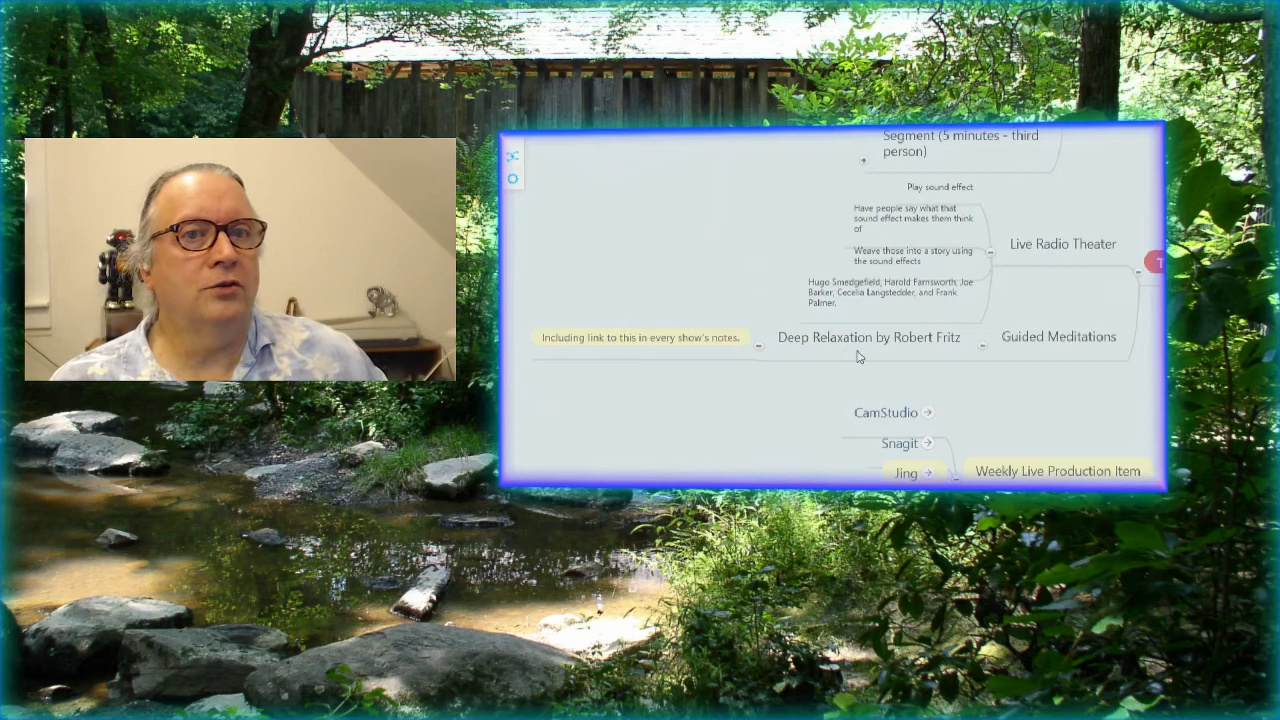 Segment (5 minutes - third
person)
Play sound effect
Have people say what that
sound effect makes them think
of
Live Radio Theater
Weave those into a story using
the sound effects
T
Hugo Smedgefield, Harold Farnsworth, Joe
Barker, Cecelia Langstedder, and Frank
Palmer.
Including link to this in every show's notes.
Deep Relaxation by Robert Fritz
Guided Meditations
CamStudio
Snagit
Jing
Weekly Live Production Item